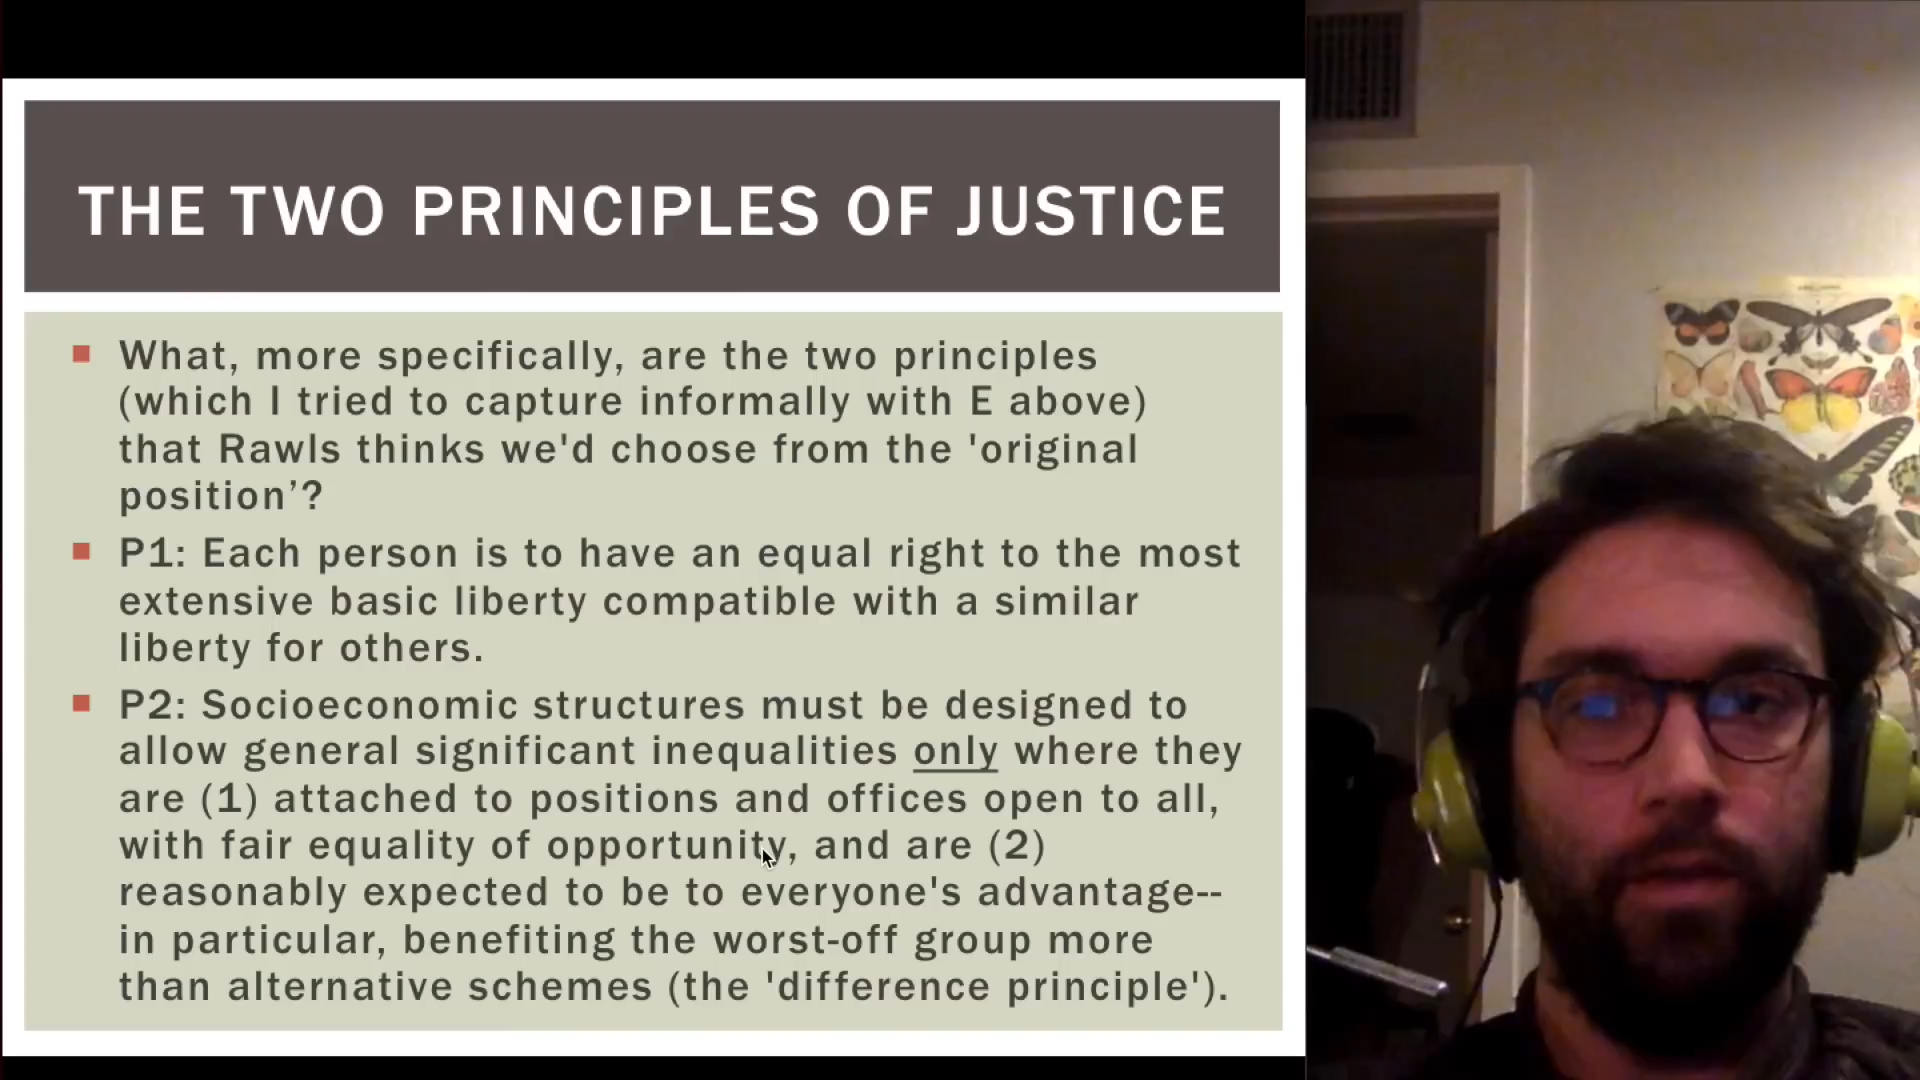 THE TWO PRINCIPLES OF JUSTICE
What, more specifically, are the two principles
(which I tried to capture informally with E above)
that Rawls thinks we'd choose from the 'original
position’?
P1: Each person is to have an equal right to the most
extensive basic liberty compatible with a similar
liberty for others.
P2: Socioeconomic structures must be designed to
allow general significant inequalities only where they
are (1) attached to positions and offices open to all,
with fair equality of opportunity, and are (2)
reasonably expected to be to everyone's advantage--
in particular, benefiting the worst-off group more
than alternative schemes (the 'difference principle').